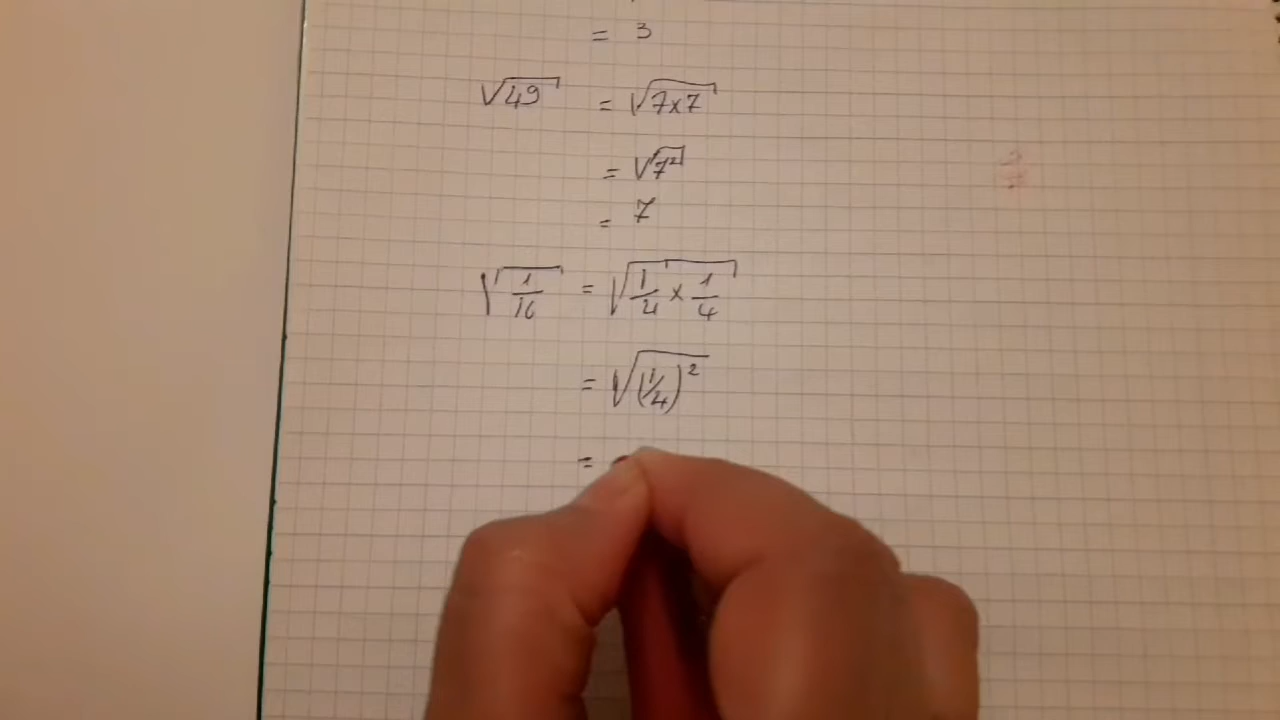 = 3
√49 = √7x7
= √7²
= 7
√1/16 = √1/4 x 1/4
= √(1/4)²
=